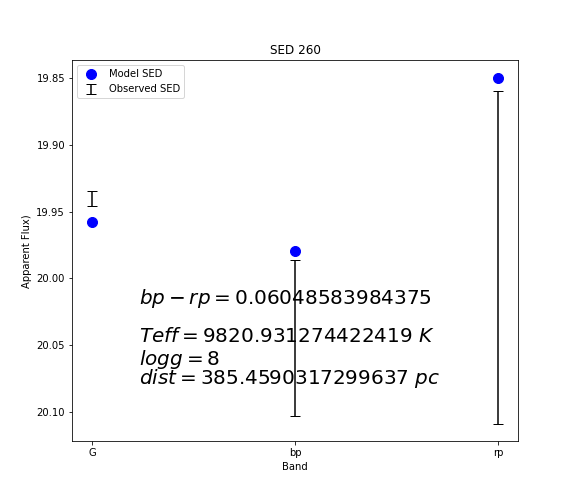 SED 260
Model SED
Observed SED
19.85
19.90
19.95
20.00
20.05
20.10
Apparent Flux)
bp − rp = 0.06048583984375
Teff = 9820.931274422419 K
logg = 8
dist = 385.4590317299637 pc
G bp rp
Band